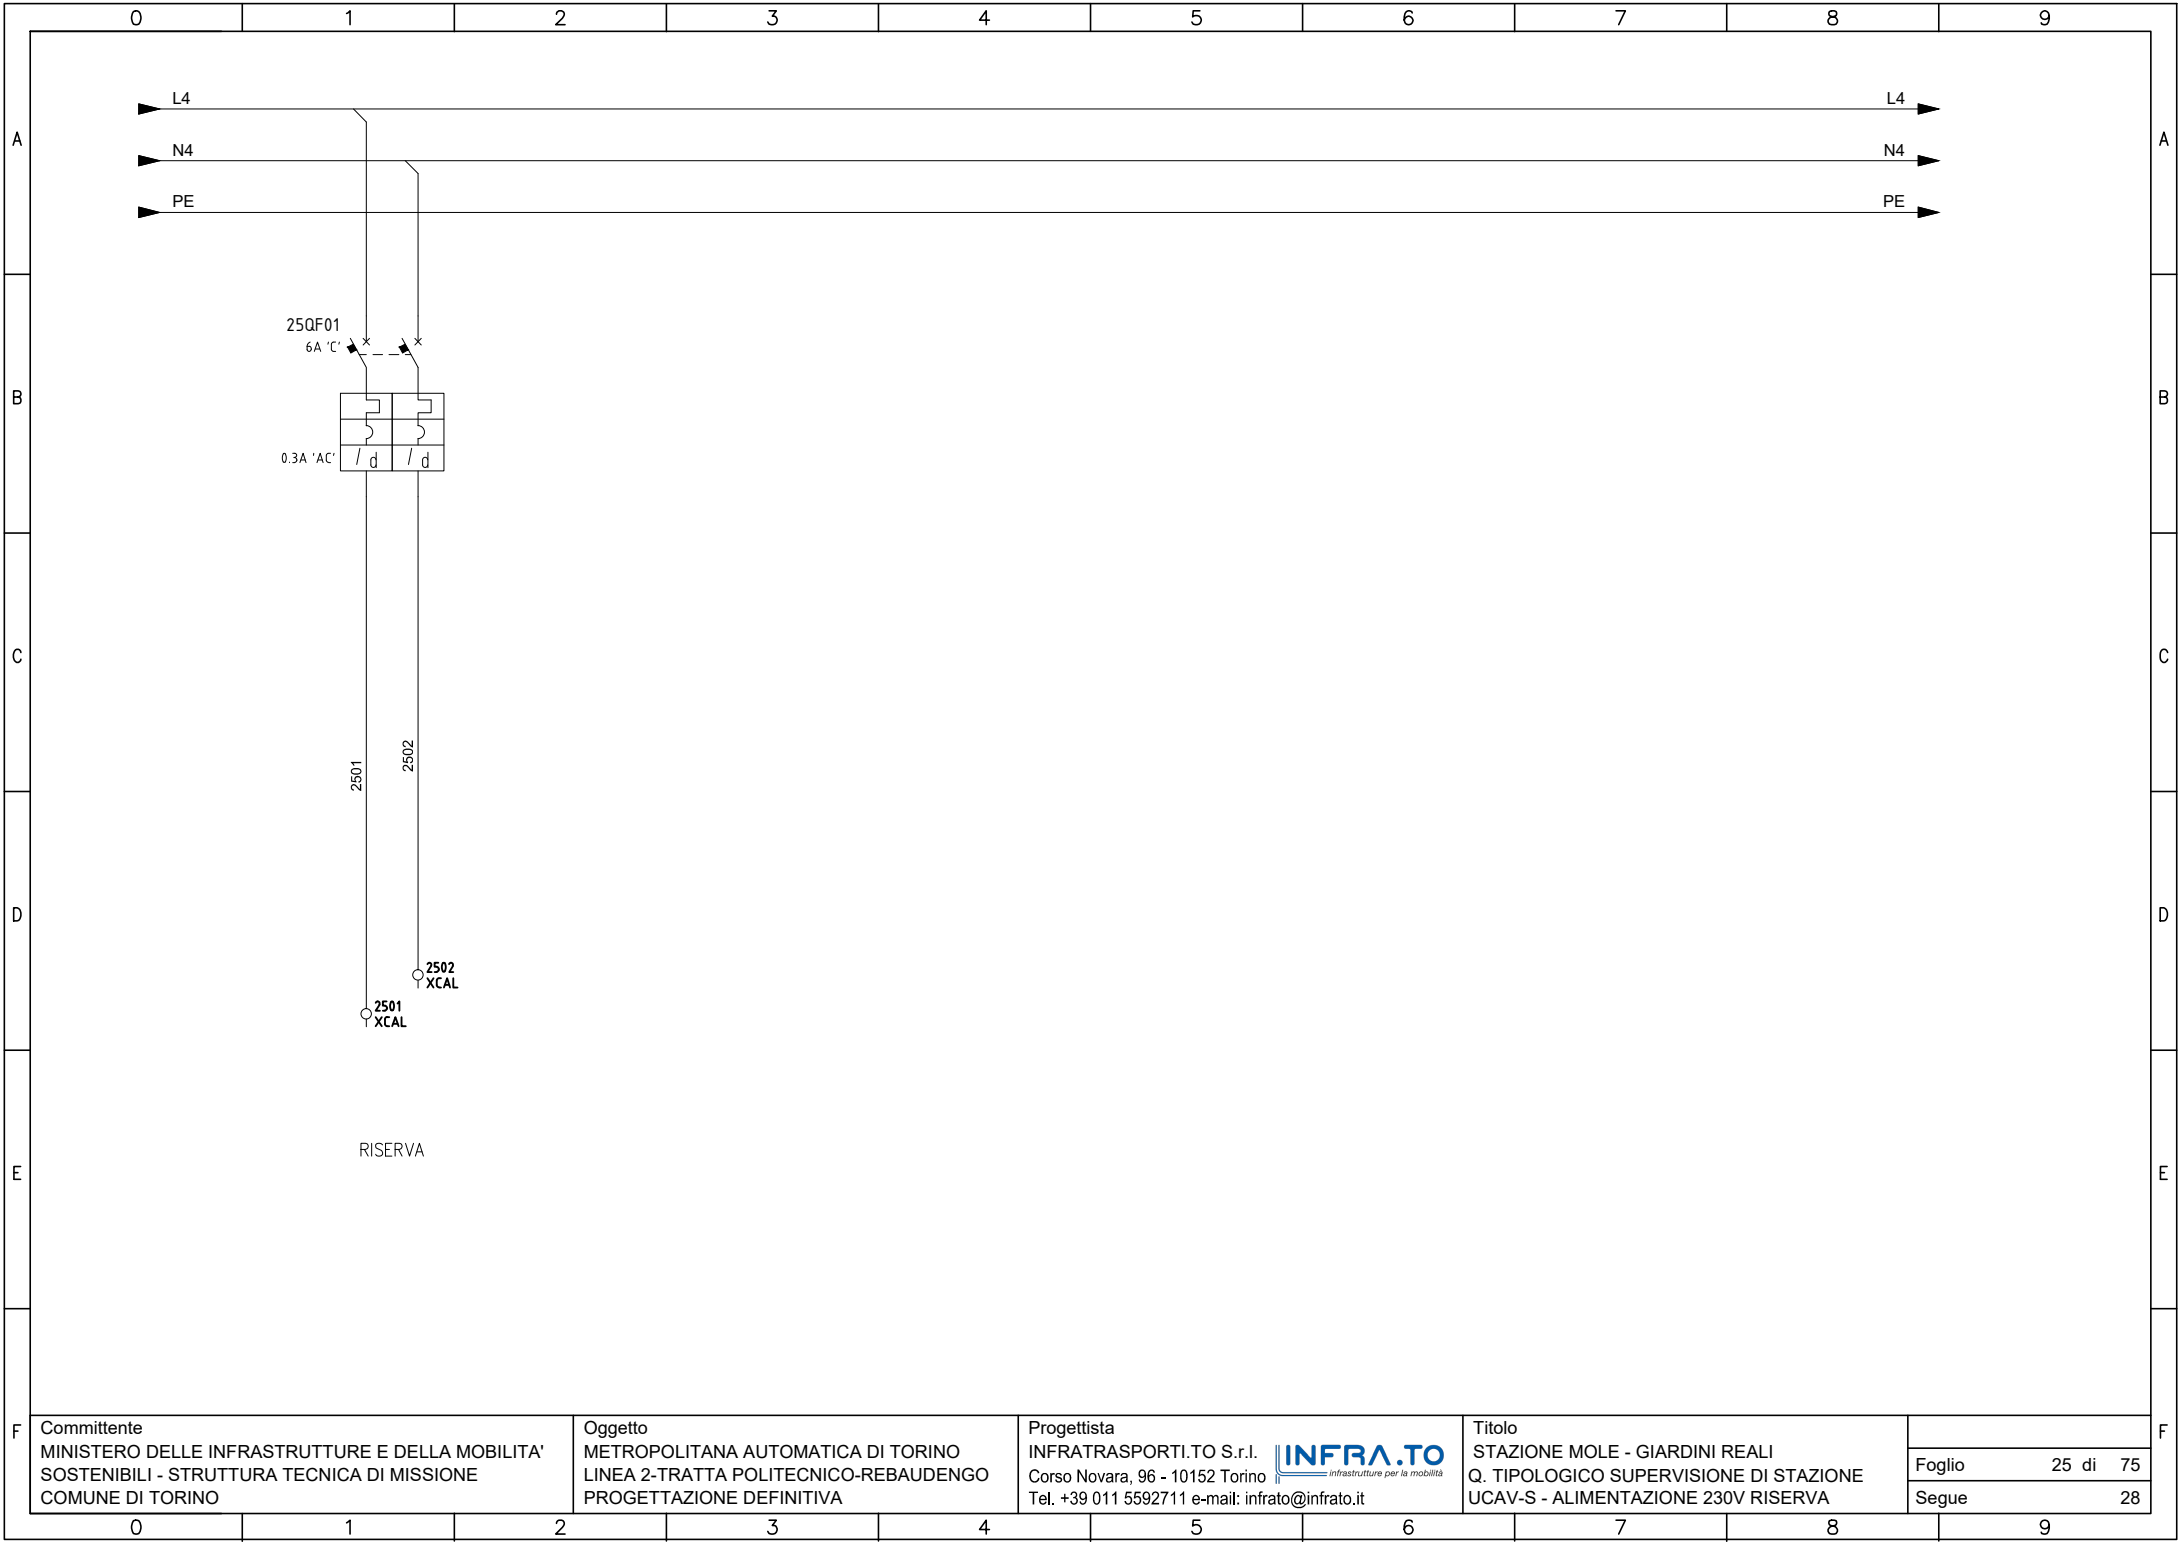 0 1 2 3 4 5 6 7 8 9
L4 L4
A A
N4 N4
PE PE
25QF01
6A 'C'
B B
0.3A 'AC' / d / d
C C
2501 2502
D D
2502
XCAL
2501
XCAL
RISERVA
E E
F F
Committente
MINISTERO DELLE INFRASTRUTTURE E DELLA MOBILITA'
SOSTENIBILI - STRUTTURA TECNICA DI MISSIONE
COMUNE DI TORINO
Oggetto
METROPOLITANA AUTOMATICA DI TORINO
LINEA 2-TRATTA POLITECNICO-REBAUDENGO
PROGETTAZIONE DEFINITIVA
Progettista
INFRATRASPORTI.TO S.r.l.
Corso Novara, 96 - 10152 Torino
Tel. +39 011 5592711 e-mail: infrato@infrato.it
INFRA.TO
infrastrutture per la mobilità
Titolo
STAZIONE MOLE - GIARDINI REALI
Q. TIPOLOGICO SUPERVISIONE DI STAZIONE
UCAV-S - ALIMENTAZIONE 230V RISERVA
Foglio 25 di 75
Segue 28
0 1 2 3 4 5 6 7 8 9